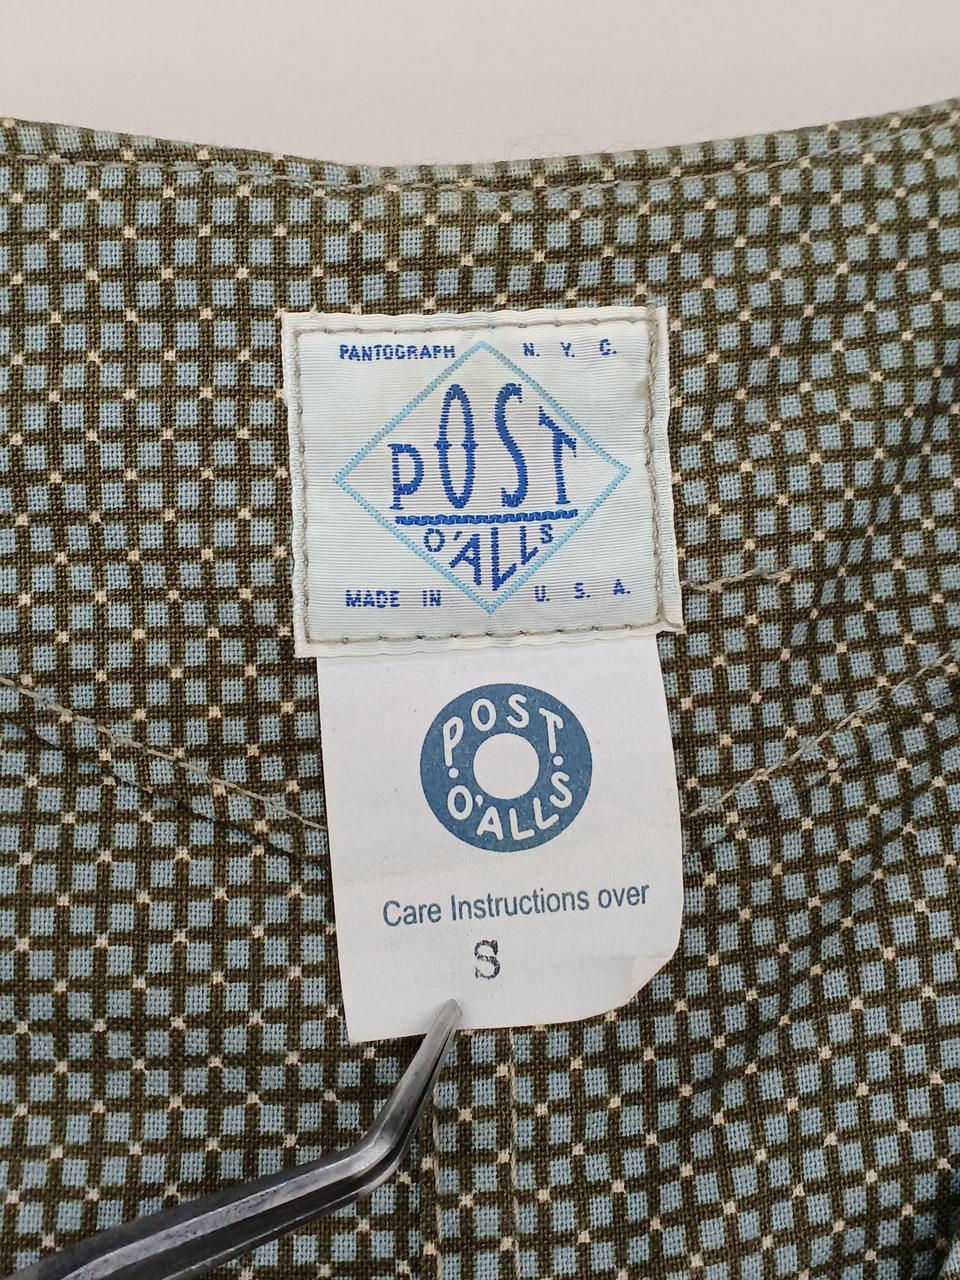 PANTOGRAPH N. Y. C.
POST
O'ALLS
MADE IN U. S. A.
POST
O'ALLS
Care Instructions over
S